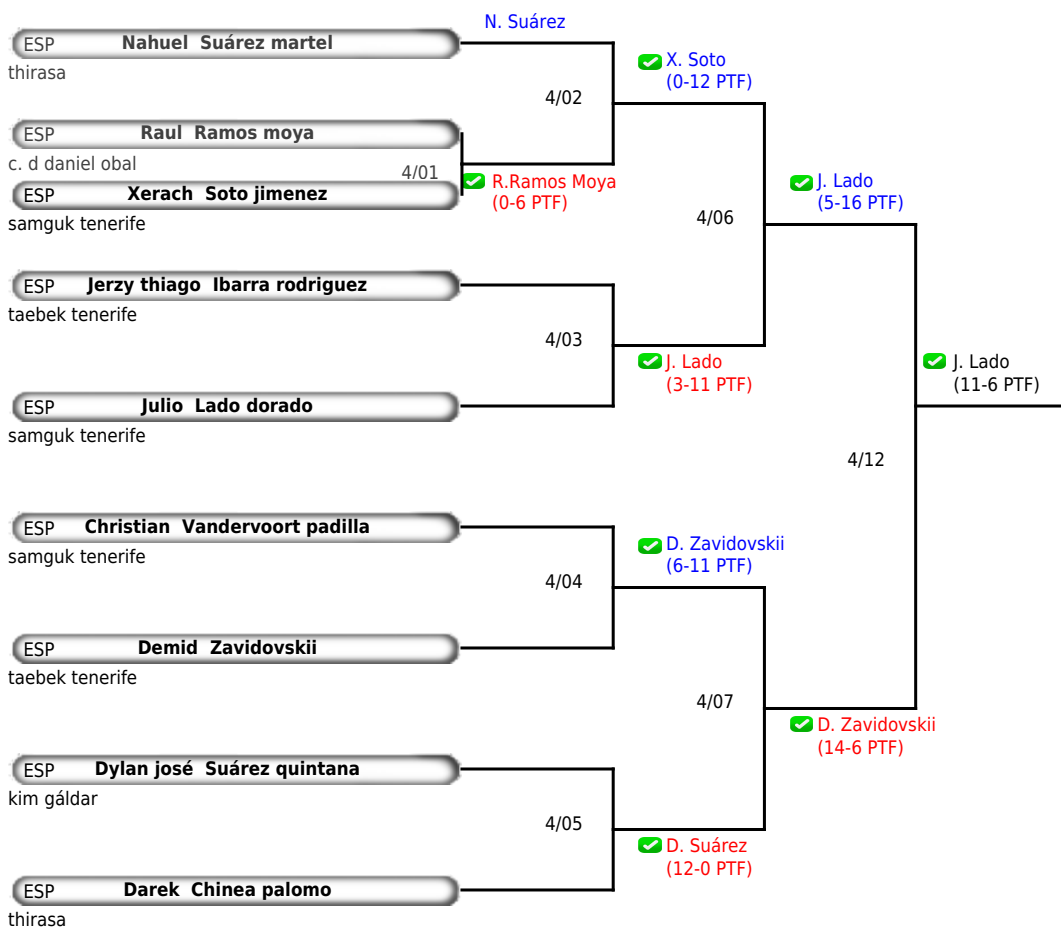 N. Suárez
ESP Nahuel Suárez martel
thirasa
X. Soto
(0-12 PTF)
4/02
ESP Raul Ramos moya
c. d daniel obal
4/01
R.Ramos Moya
(0-6 PTF)
ESP Xerach Soto jimenez
samguk tenerife
J. Lado
(5-16 PTF)
4/06
ESP Jerzy thiago Ibarra rodriguez
taebek tenerife
4/03
J. Lado
(3-11 PTF)
J. Lado
(11-6 PTF)
ESP Julio Lado dorado
samguk tenerife
4/12
ESP Christian Vandervoort padilla
samguk tenerife
D. Zavidovskii
(6-11 PTF)
4/04
ESP Demid Zavidovskii
taebek tenerife
4/07
D. Zavidovskii
(14-6 PTF)
ESP Dylan josé Suárez quintana
kim gáldar
4/05
D. Suárez
(12-0 PTF)
ESP Darek Chinea palomo
thirasa